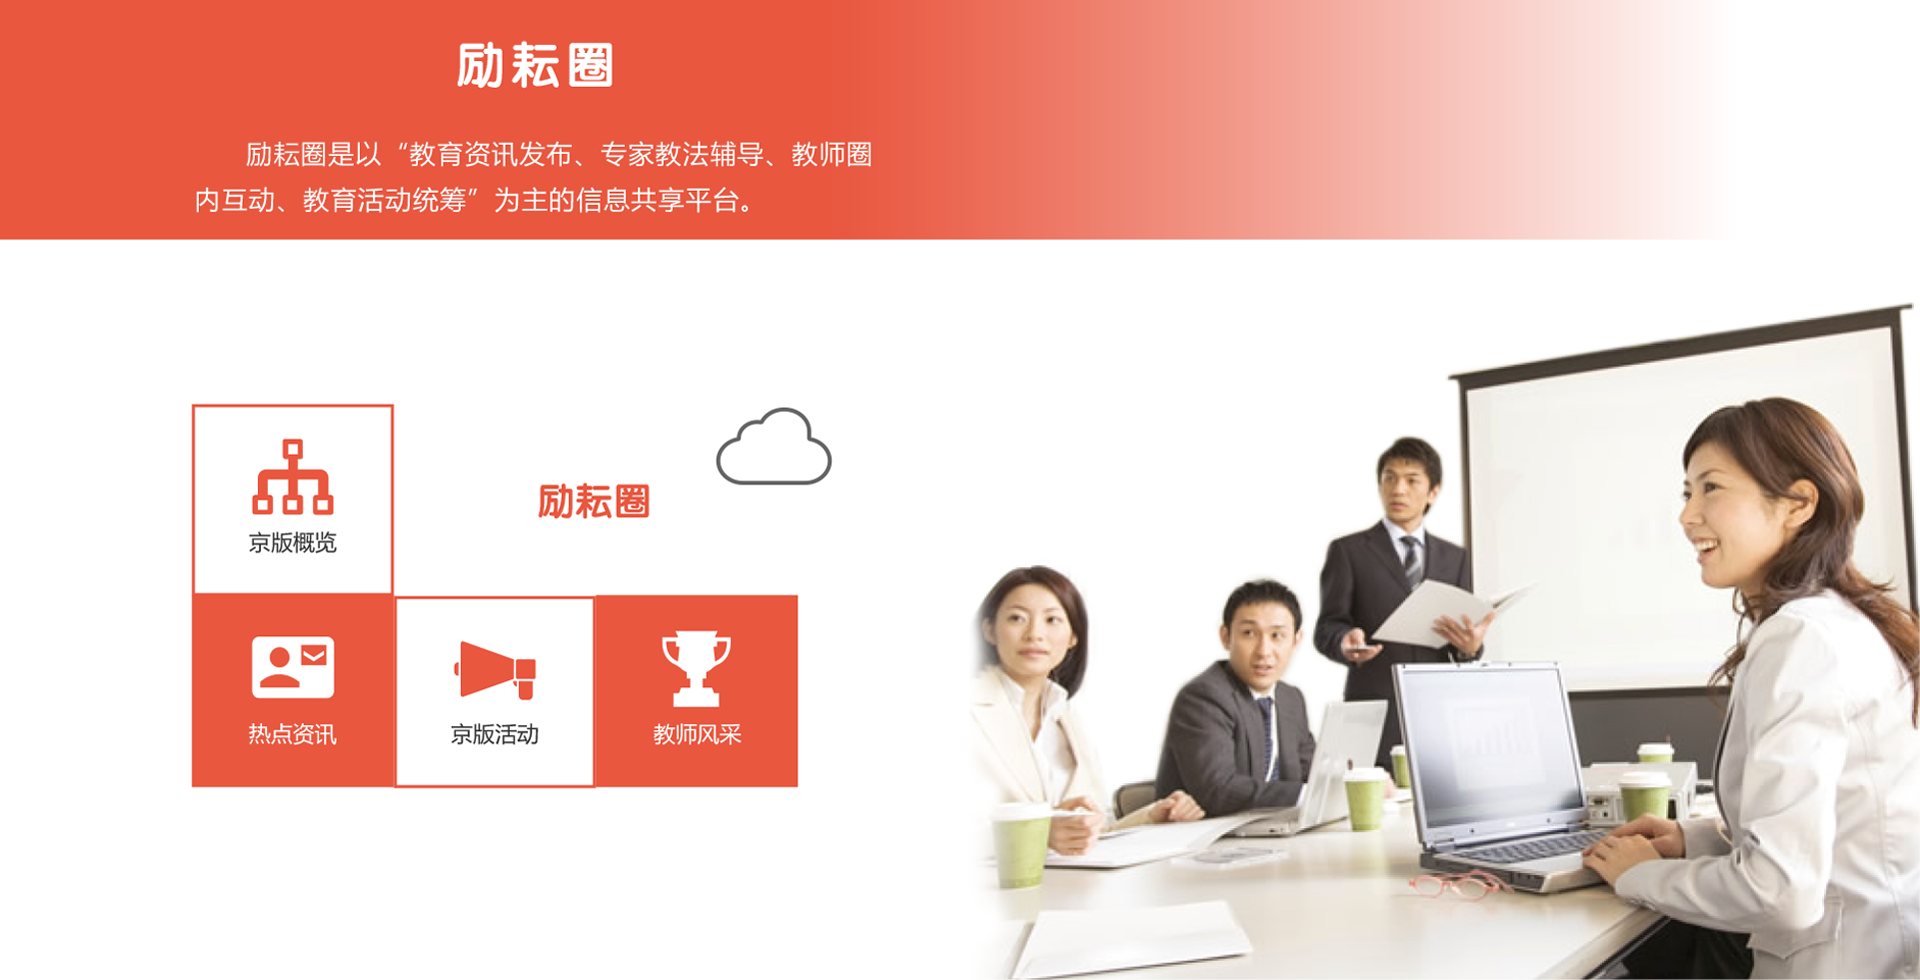 励耘圈
励耘圈是以“教育资讯发布、专家教法辅导、教师圈
内互动、教育活动统筹”为主的信息共享平台。
励耘圈
京版概览
热点资讯
京版活动
教师风采